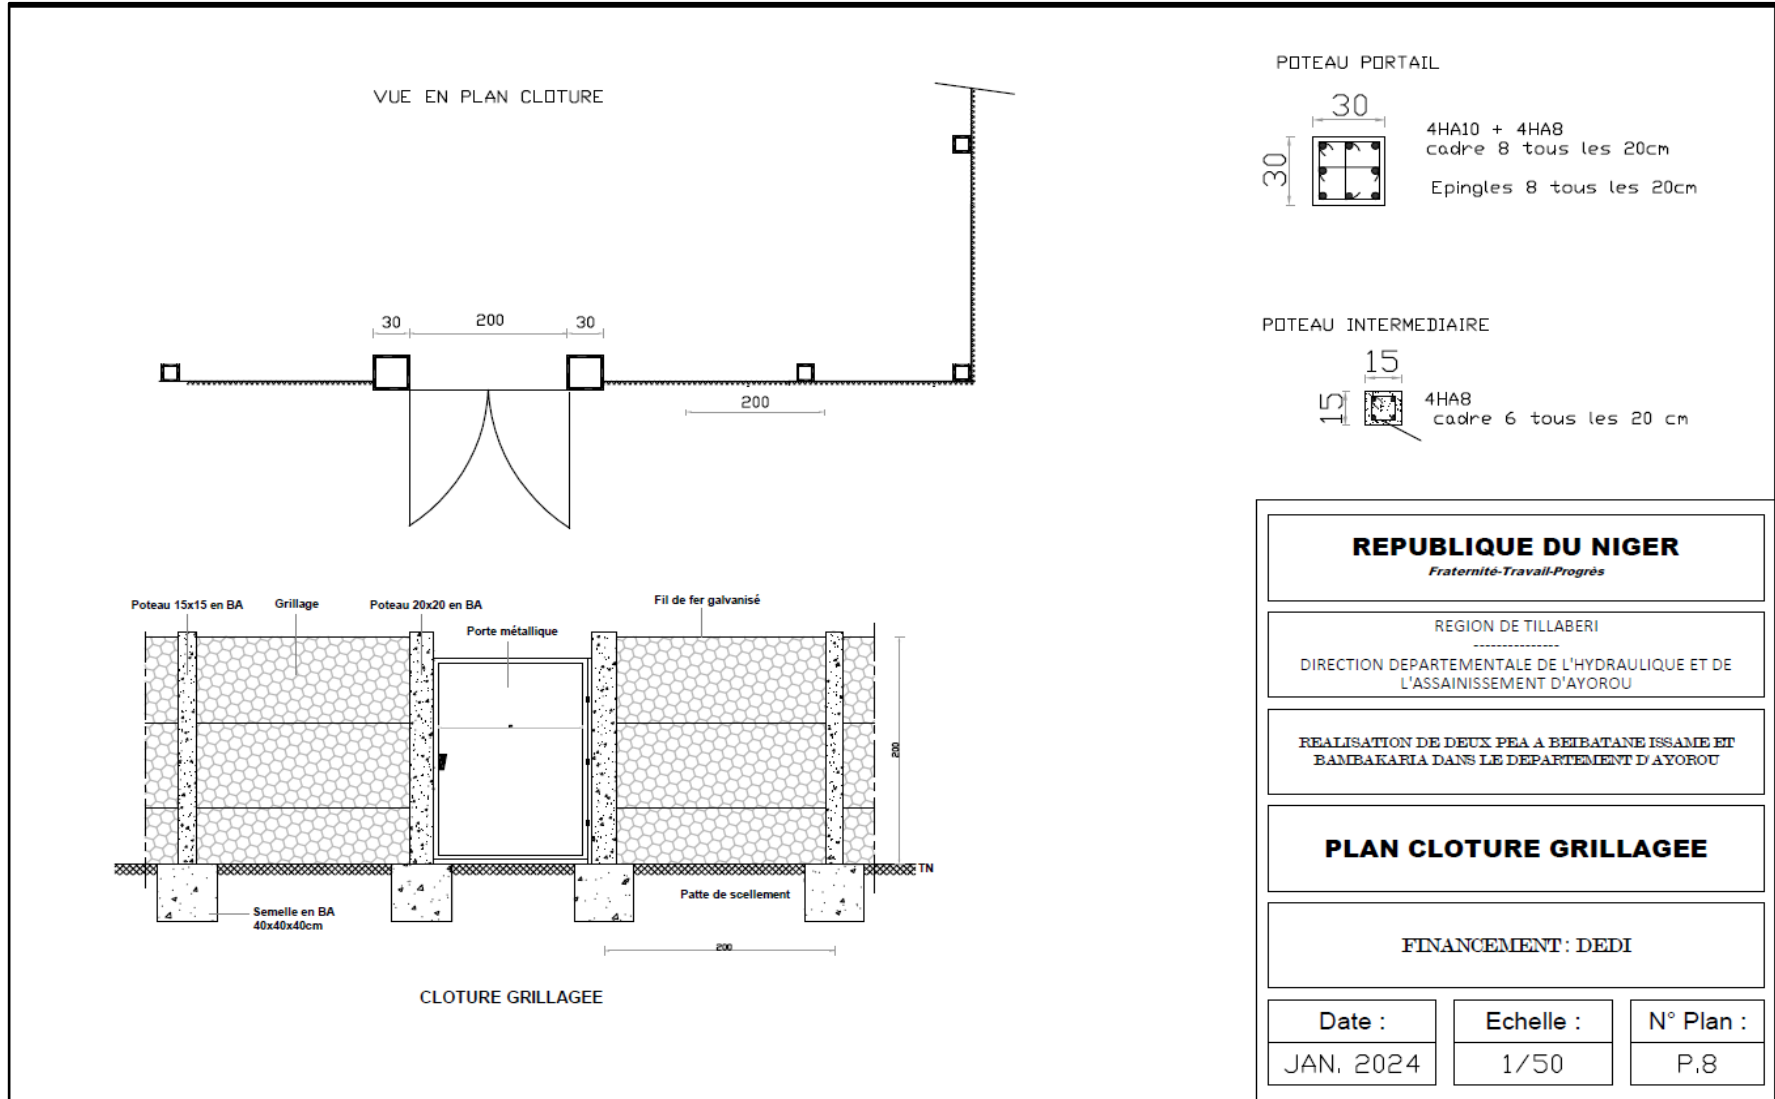 VUE EN PLAN CLOTURE
30
200
30
200
POTEAU PORTAIL
30
30
4HA10 + 4HA8
cadre 8 tous les 20cm
Epingles 8 tous les 20cm
POTEAU INTERMEDIAIRE
15
15
4HA8
cadre 6 tous les 20 cm
Poteau 15x15 en BA
Grillage
Poteau 20x20 en BA
Porte métallique
Fil de fer galvanisé
200
TN
Patte de scellement
Semelle en BA
40x40x40cm
200
CLOTURE GRILLAGEE
REPUBLIQUE DU NIGER
Fraternité-Travail-Progrès
REGION DE TILLABERI
---------------
DIRECTION DEPARTEMENTALE DE L'HYDRAULIQUE ET DE
L'ASSAINISSEMENT D'AYOROU
REALISATION DE DEUX PEA A BEIBATANE ISSAME ET
BAMBAKARIA DANS LE DEPARTEMENT D'AYOROU
PLAN CLOTURE GRILLAGEE
FINANCEMENT : DEDI
Date :
Echelle :
N° Plan :
JAN. 2024
1/50
P.8